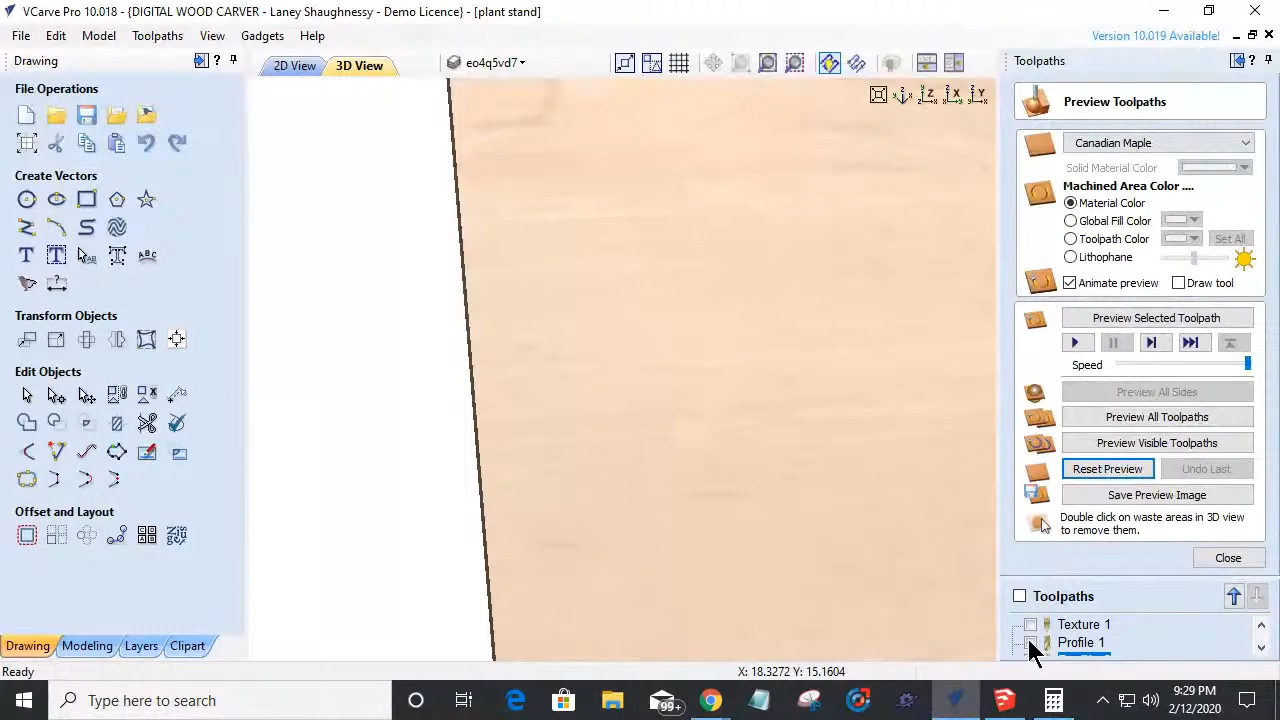 VCarve Pro 10.018 - {DIGITAL WOOD CARVER - Laney Shaughnessy - Demo Licence} - [plant stand]
File Edit Model Toolpaths View Gadgets Help
Version 10.019 Available!
Drawing
2D View
3D View
eo4q5vd7
Toolpaths
File Operations
Create Vectors
Transform Objects
Edit Objects
Offset and Layout
Z
X
Y
Preview Toolpaths
Canadian Maple
Solid Material Color
Machined Area Color ....
Material Color
Global Fill Color
Toolpath Color
Set All
Lithophane
Animate preview
Draw tool
Preview Selected Toolpath
Speed
Preview All Sides
Preview All Toolpaths
Preview Visible Toolpaths
Reset Preview
Undo Last
Save Preview Image
Double click on waste areas in 3D view
to remove them.
Close
Toolpaths
Texture 1
Profile 1
Drawing Modeling Layers Clipart
Ready
X: 18.3272 Y: 15.1604
Type here to search
99+
9:29 PM
2/12/2020